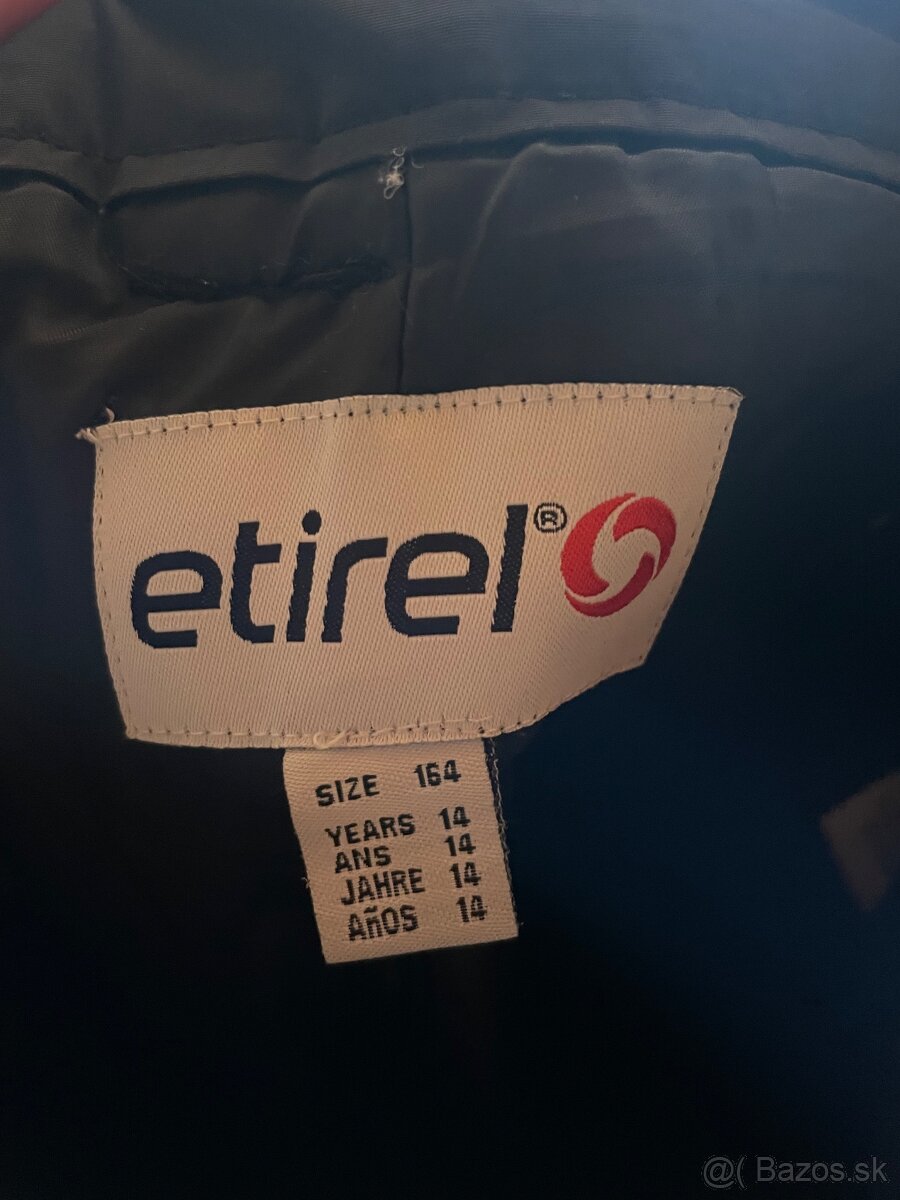 etirel®
SIZE 164
YEARS 14
ANS 14
JAHRE 14
AÑOS 14
@( Bazos.sk